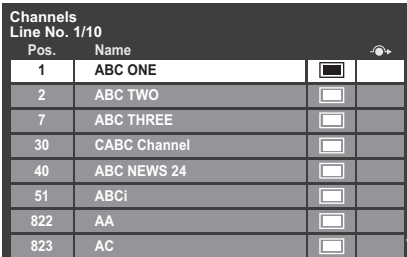 Channels
Line No. 1/10
Pos. Name
1 ABC ONE
2 ABC TWO
7 ABC THREE
30 CABC Channel
40 ABC NEWS 24
51 ABCi
822 AA
823 AC